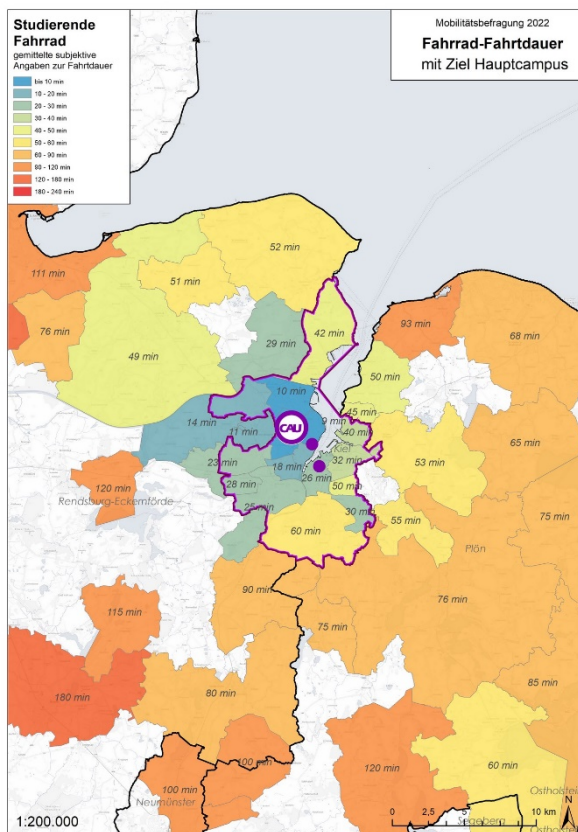 Studierende
Fahrrad
gemittelte subjektive
Angaben zur Fahrtdauer
bis 10 min
10 - 20 min
20 - 30 min
30 - 40 min
40 - 50 min
50 - 60 min
60 - 90 min
90 - 120 min
120 - 180 min
180 - 240 min
Mobilitätsbefragung 2022
Fahrrad-Fahrtdauer
mit Ziel Hauptcampus
52 min
111 min
51 min
76 min
42 min
93 min
68 min
29 min
49 min
50 min
10 min
14 min
11 min
CAU
9 min
45 min
40 min
Kiel
65 min
23 min
18 min
32 min
53 min
120 min
Rendsburg-Eckernförde
28 min
26 min
50 min
25 min
30 min
55 min
75 min
60 min
Plön
90 min
76 min
115 min
75 min
180 min
80 min
85 min
100 min
120 min
60 min
100 min
Neumünster
Ostholstein
N
1:200.000
0 2,5 5 10 km
Segeberg